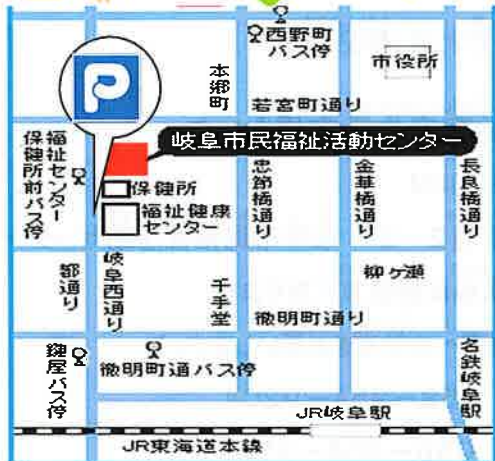 P
西野町
バス停
市役所
本郷町
若宮町通り
岐阜市民福祉活動センター
福祉センター
保健所前バス停
保健所
福祉健康
センター
忠節橋通り
金華橋通り
長良橋通り
都通り
岐阜西通り
千手堂
柳ヶ瀬
徹明町通り
鍵屋バス停
徹明町通バス停
名鉄岐阜駅
JR岐阜駅
JR東海道本線